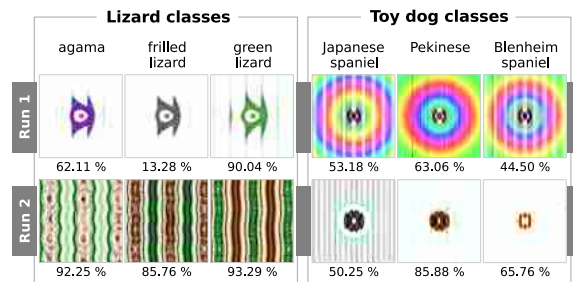 Lizard classes
Toy dog classes
agama
frilled
lizard
green
lizard
Japanese
spaniel
Pekinese
Blenheim
spaniel
Run 1
62.11 %
13.28 %
90.04 %
53.18 %
63.06 %
44.50 %
Run 2
92.25 %
85.76 %
93.29 %
50.25 %
85.88 %
65.76 %